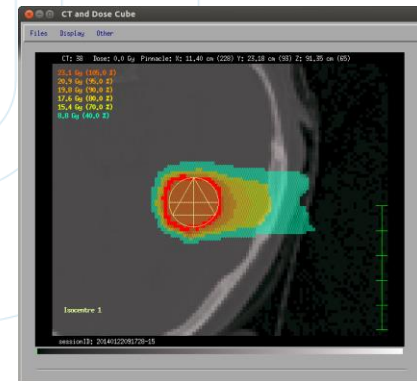 CT and Dose Cube
Files Display Other
CT: 38 Dose: 0,0 Gy Pinnacle: X: 11,40 cm (228) Y: 23,18 cm (93) Z: 91,35 cm (65)
23,1 Gy (105,0 %)
20,9 Gy (95,0 %)
19,8 Gy (90,0 %)
17,6 Gy (80,0 %)
15,4 Gy (70,0 %)
8,8 Gy (40,0 %)
Isocentre 1
sessionID: 20140122091728-15